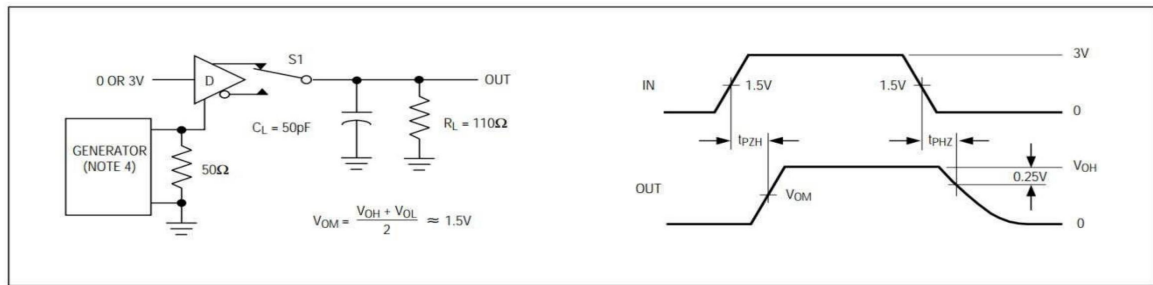 S1
0 OR 3V
D
OUT
C_L = 50pF
R_L = 110Ω
GENERATOR
(NOTE 4)
50Ω
V_OM = V_OH + V_OL / 2 ≈ 1.5V
3V
IN
1.5V
1.5V
0
t_PZH
t_PHZ
V_OH
0.25V
OUT
V_OM
0